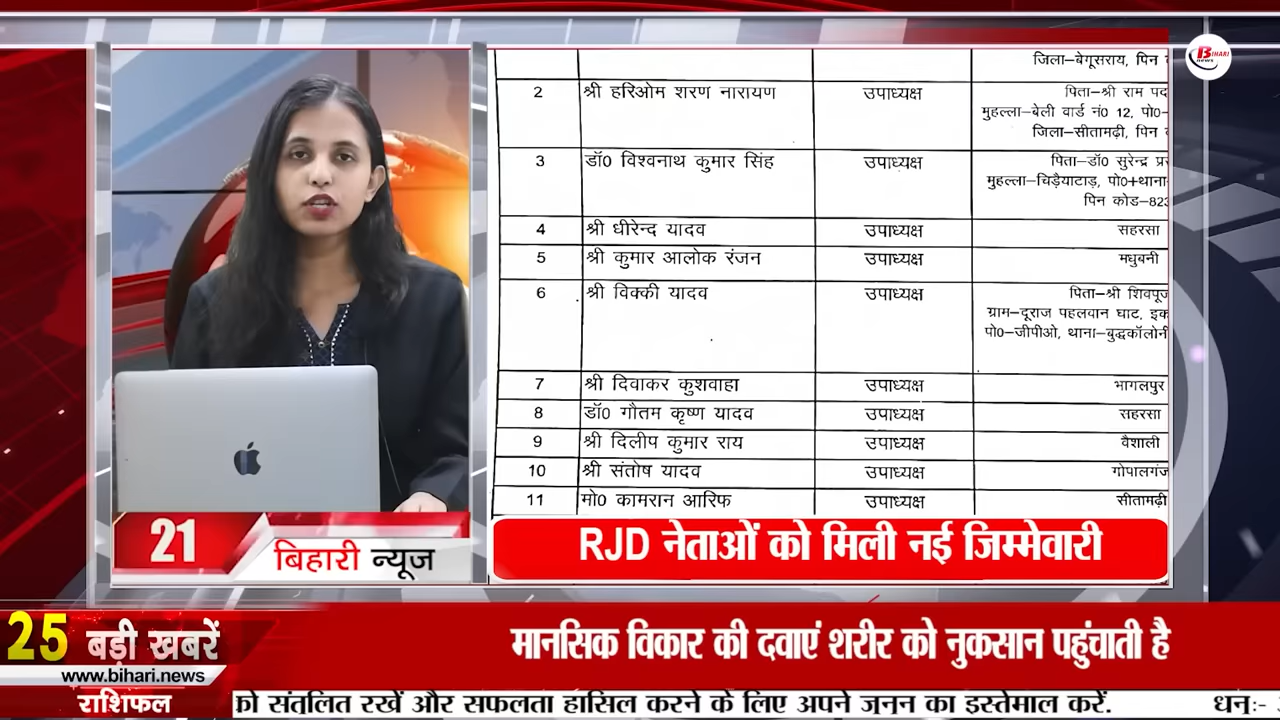 जिला–बेगूसराय, पिन
BIHARI
news
2 श्री हरिओम शरण नारायण उपाध्यक्ष पिता–श्री राम पद
मुहल्ला–बेली वार्ड नं0 12, पो0–
जिला–सीतामढ़ी, पिन
3 डॉ0 विश्वनाथ कुमार सिंह उपाध्यक्ष पिता–डॉ0 सुरेन्द्र
मुहल्ला–चिड़ैयाटाड़, पो0+थाना–
पिन कोड–823
4 श्री धीरेन्द यादव उपाध्यक्ष सहरसा
5 श्री कुमार आलोक रंजन उपाध्यक्ष मधुबनी
6 श्री विक्की यादव उपाध्यक्ष पिता–श्री शिवपूज
ग्राम–दूराज पहलवान घाट,
पो0–जीपीओ, थाना–बुद्धकॉलोनी
7 श्री दिवाकर कुशवाहा उपाध्यक्ष भागलपुर
8 डॉ0 गौतम कृष्ण यादव उपाध्यक्ष सहरसा
9 श्री दिलीप कुमार राय उपाध्यक्ष वैशाली
10 श्री संतोष यादव उपाध्यक्ष गोपालगंज
11 मो0 कामरान आरिफ उपाध्यक्ष सीतामढ़ी
21
बिहारी न्यूज
RJD नेताओं को मिली नई जिम्मेवारी
25 बड़ी खबरें
www.bihari.news
मानसिक विकार की दवाएं शरीर को नुकसान पहुंचाती है
राशिफल
को संतुलित रखें और सफलता हासिल करने के लिए अपने जुनून का इस्तेमाल करें. धनु:-